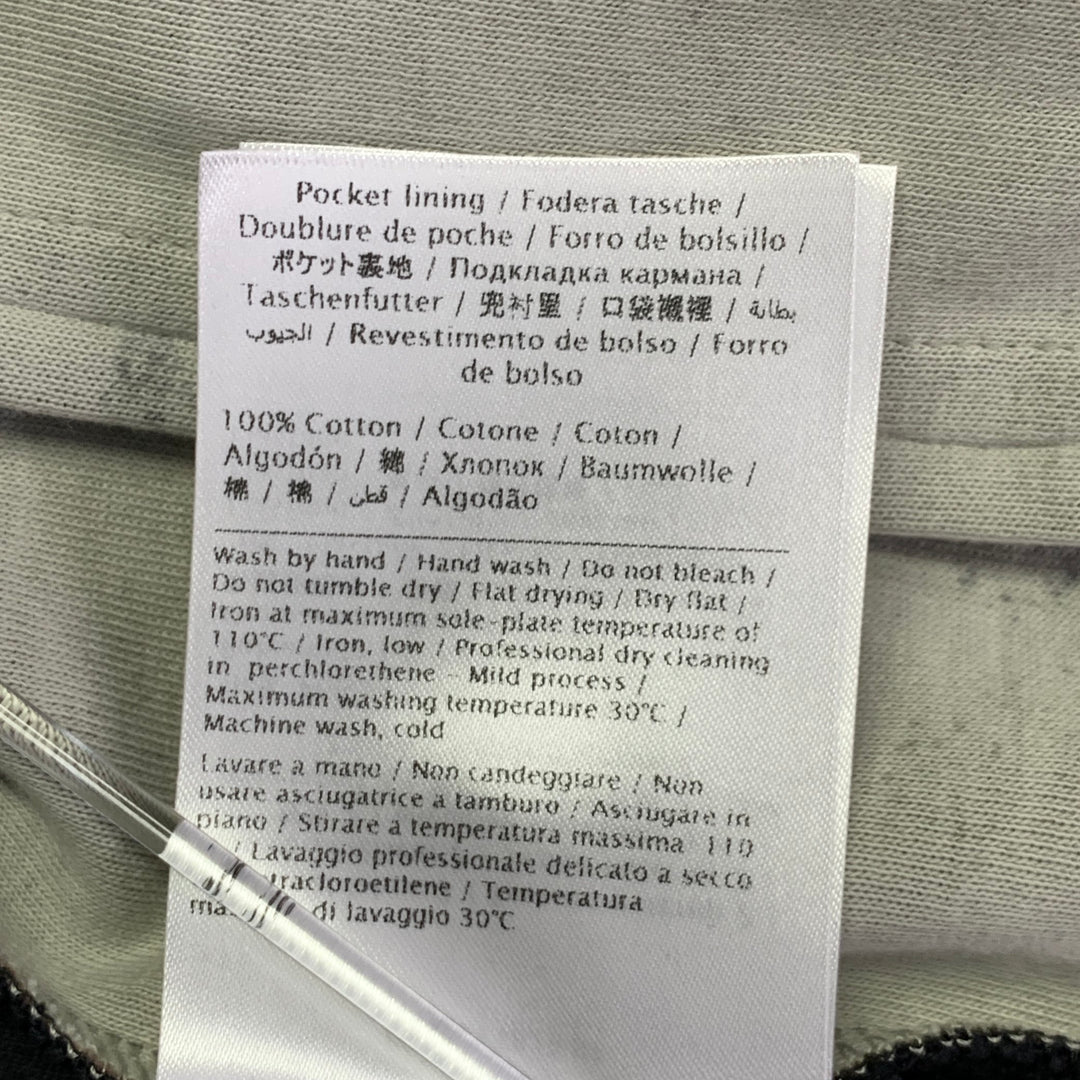 Pocket lining / Fodera tasche /
Doublure de poche / Forro de bolsillo /
ポケット裏地 / Подкладка кармана /
Taschenfutter / 兜衬里 / 口袋襯裡 / بطانة
الجيوب / Revestimento de bolso / Forro
de bolso
100% Cotton / Cotone / Coton /
Algodón / 綿 / Хлопок / Baumwolle /
棉 / 棉 / قطن / Algodão
Wash by hand / Hand wash / Do not bleach /
Do not tumble dry / Flat drying / Dry flat /
Iron at maximum sole-plate temperature of
110°C / Iron, low / Professional dry cleaning
in perchlorethene - Mild process /
Maximum washing temperature 30°C /
Machine wash, cold
Lavare a mano / Non candeggiare / Non
usare asciugatrice a tamburo / Asciugare in
piano / Stirare a temperatura massima 110
/ Lavaggio professionale delicato a secco
tracloroetilene / Temperatura
di lavaggio 30°C